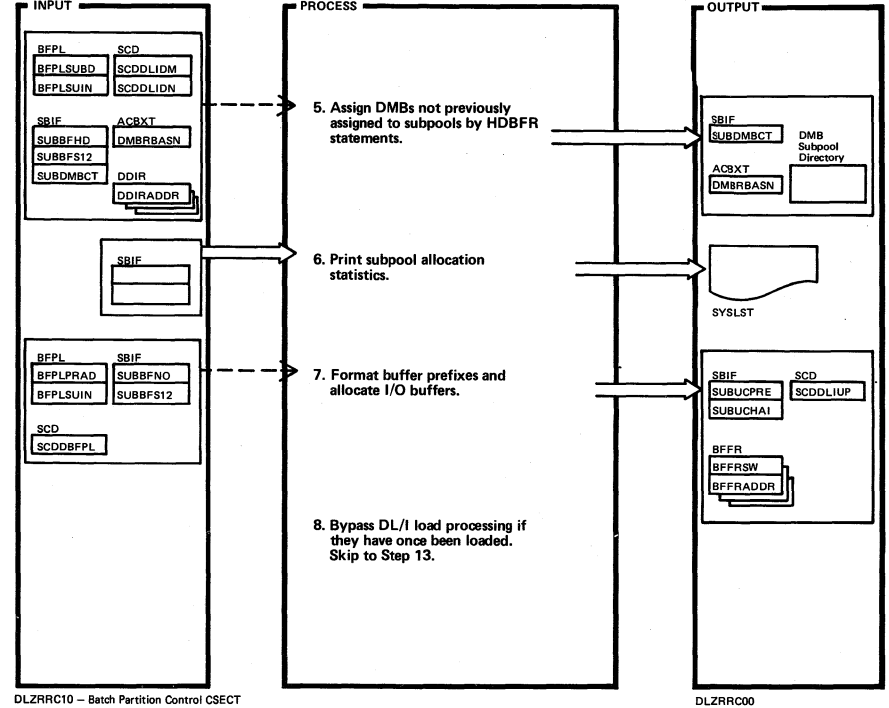 INPUT
PROCESS
OUTPUT
BFPL
SCD
BFPLSUBD
SCDDLIDM
BFPLSUIN
SCDDLIDN
SBIF
ACBXT
SUBBFHD
DMBRBASN
SUBBFS12
SUBDMBCT
DDIR
DDIRADDR
5. Assign DMBs not previously
assigned to subpools by HDBFR
statements.
SBIF
SUBDMBCT
DMB
Subpool
Directory
ACBXT
DMBRBASN
SBIF
6. Print subpool allocation
statistics.
SYSLST
BFPL
SBIF
BFPLPRAD
SUBBFNO
BFPLSUIN
SUBBFS12
SCD
SCDDBFPL
7. Format buffer prefixes and
allocate I/O buffers.
SBIF
SCD
SUBUCPRE
SCDDLIUP
SUBUCHAI
BFFR
BFFRSW
BFFRADDR
8. Bypass DL/I load processing if
they have once been loaded.
Skip to Step 13.
DLZRRC10 – Batch Partition Control CSECT
DLZRRC00